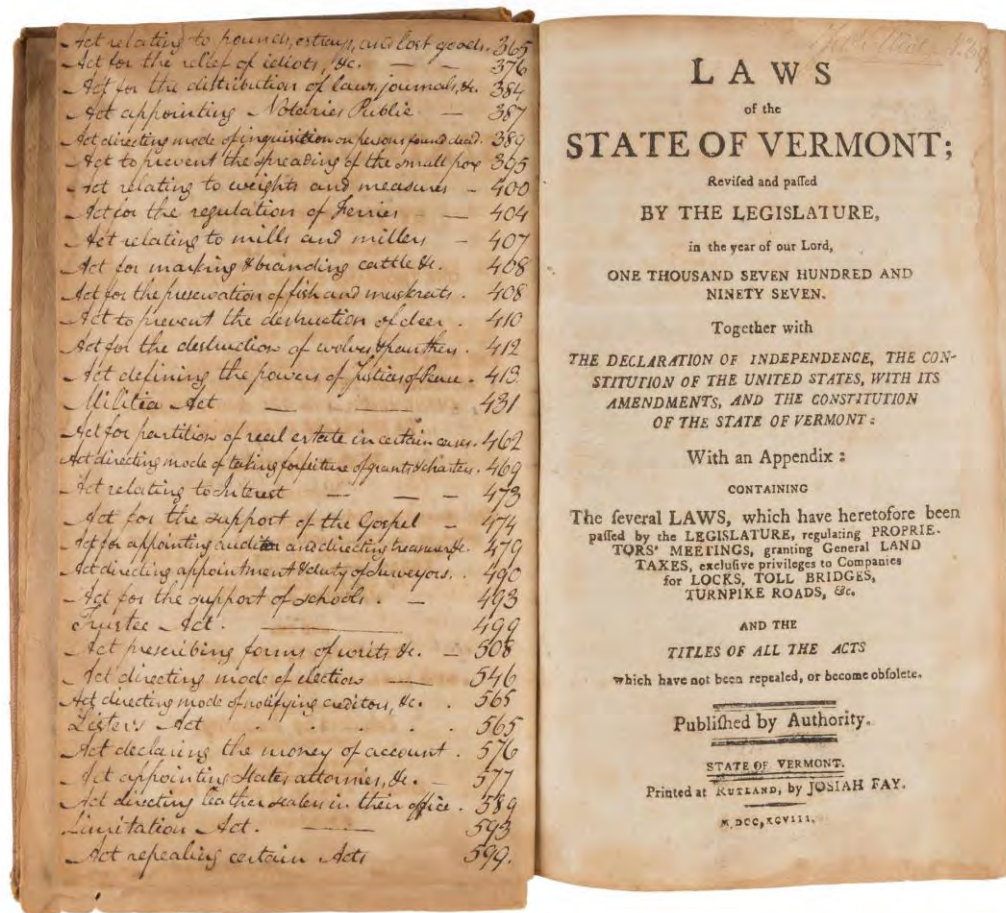 Act relating to pounds, estrays, and lost goods. 365
Act for the relief of idiots, &c. — — 376
Act for the distribution of laws, journals, &c. 384
Act appointing Notaries Public — 387
Act directing mode of inquisition on persons found dead. 389
Act to prevent the spreading of the small pox 395
Act relating to weights and measures - 400
Act for the regulation of Ferries — 404
Act relating to mills and millers - 407
Act for marking & branding cattle &c. 408
Act for the preservation of fish and muskrats. 408
Act to prevent the destruction of deer. 410
Act for the destruction of wolves & panthers. 412
Act defining the powers of Justices of Peace. 413.
Militia Act — — 431
Act for partition of real estate in certain cases. 462
Act directing mode of taking forfeiture of grants & charters. 469
Act relating to Interest — — — 473
Act for the support of the Gospel - 474
Act for appointing auditor and directing treasurer &c. 479
Act directing appointment & duty of surveyors. . 490
Act for the support of schools. — 493
Trustee Act. — 499
Act prescribing forms of writs &c. — 508
Act directing mode of election — 546
Act directing mode of notifying creditors, &c. . 565
Lister's Act . . . . . 565
Act declaring the money of account . 576
Act appointing States attornies, &c. - 577
Act directing leather sealers in their office. 589
Limitation Act. — 593
Act repealing certain Acts 599.
LAWS
of the
STATE OF VERMONT;
Reviſed and paſſed
BY THE LEGISLATURE,
in the year of our Lord,
ONE THOUSAND SEVEN HUNDRED AND
NINETY SEVEN.
Together with
THE DECLARATION OF INDEPENDENCE, THE CON-
STITUTION OF THE UNITED STATES, WITH ITS
AMENDMENTS, AND THE CONSTITUTION
OF THE STATE OF VERMONT:
With an Appendix:
CONTAINING
The ſeveral LAWS, which have heretofore been
paſſed by the LEGISLATURE, regulating PROPRIE-
TORS' MEETINGS, granting General LAND
TAXES, excluſive privileges to Companies
for LOCKS, TOLL BRIDGES,
TURNPIKE ROADS, &c.
AND THE
TITLES OF ALL THE ACTS
which have not been repealed, or become obſolete.
Publiſhed by Authority.
STATE OF VERMONT.
Printed at RUTLAND, by JOSIAH FAY.
M,DCC,XCVIII.